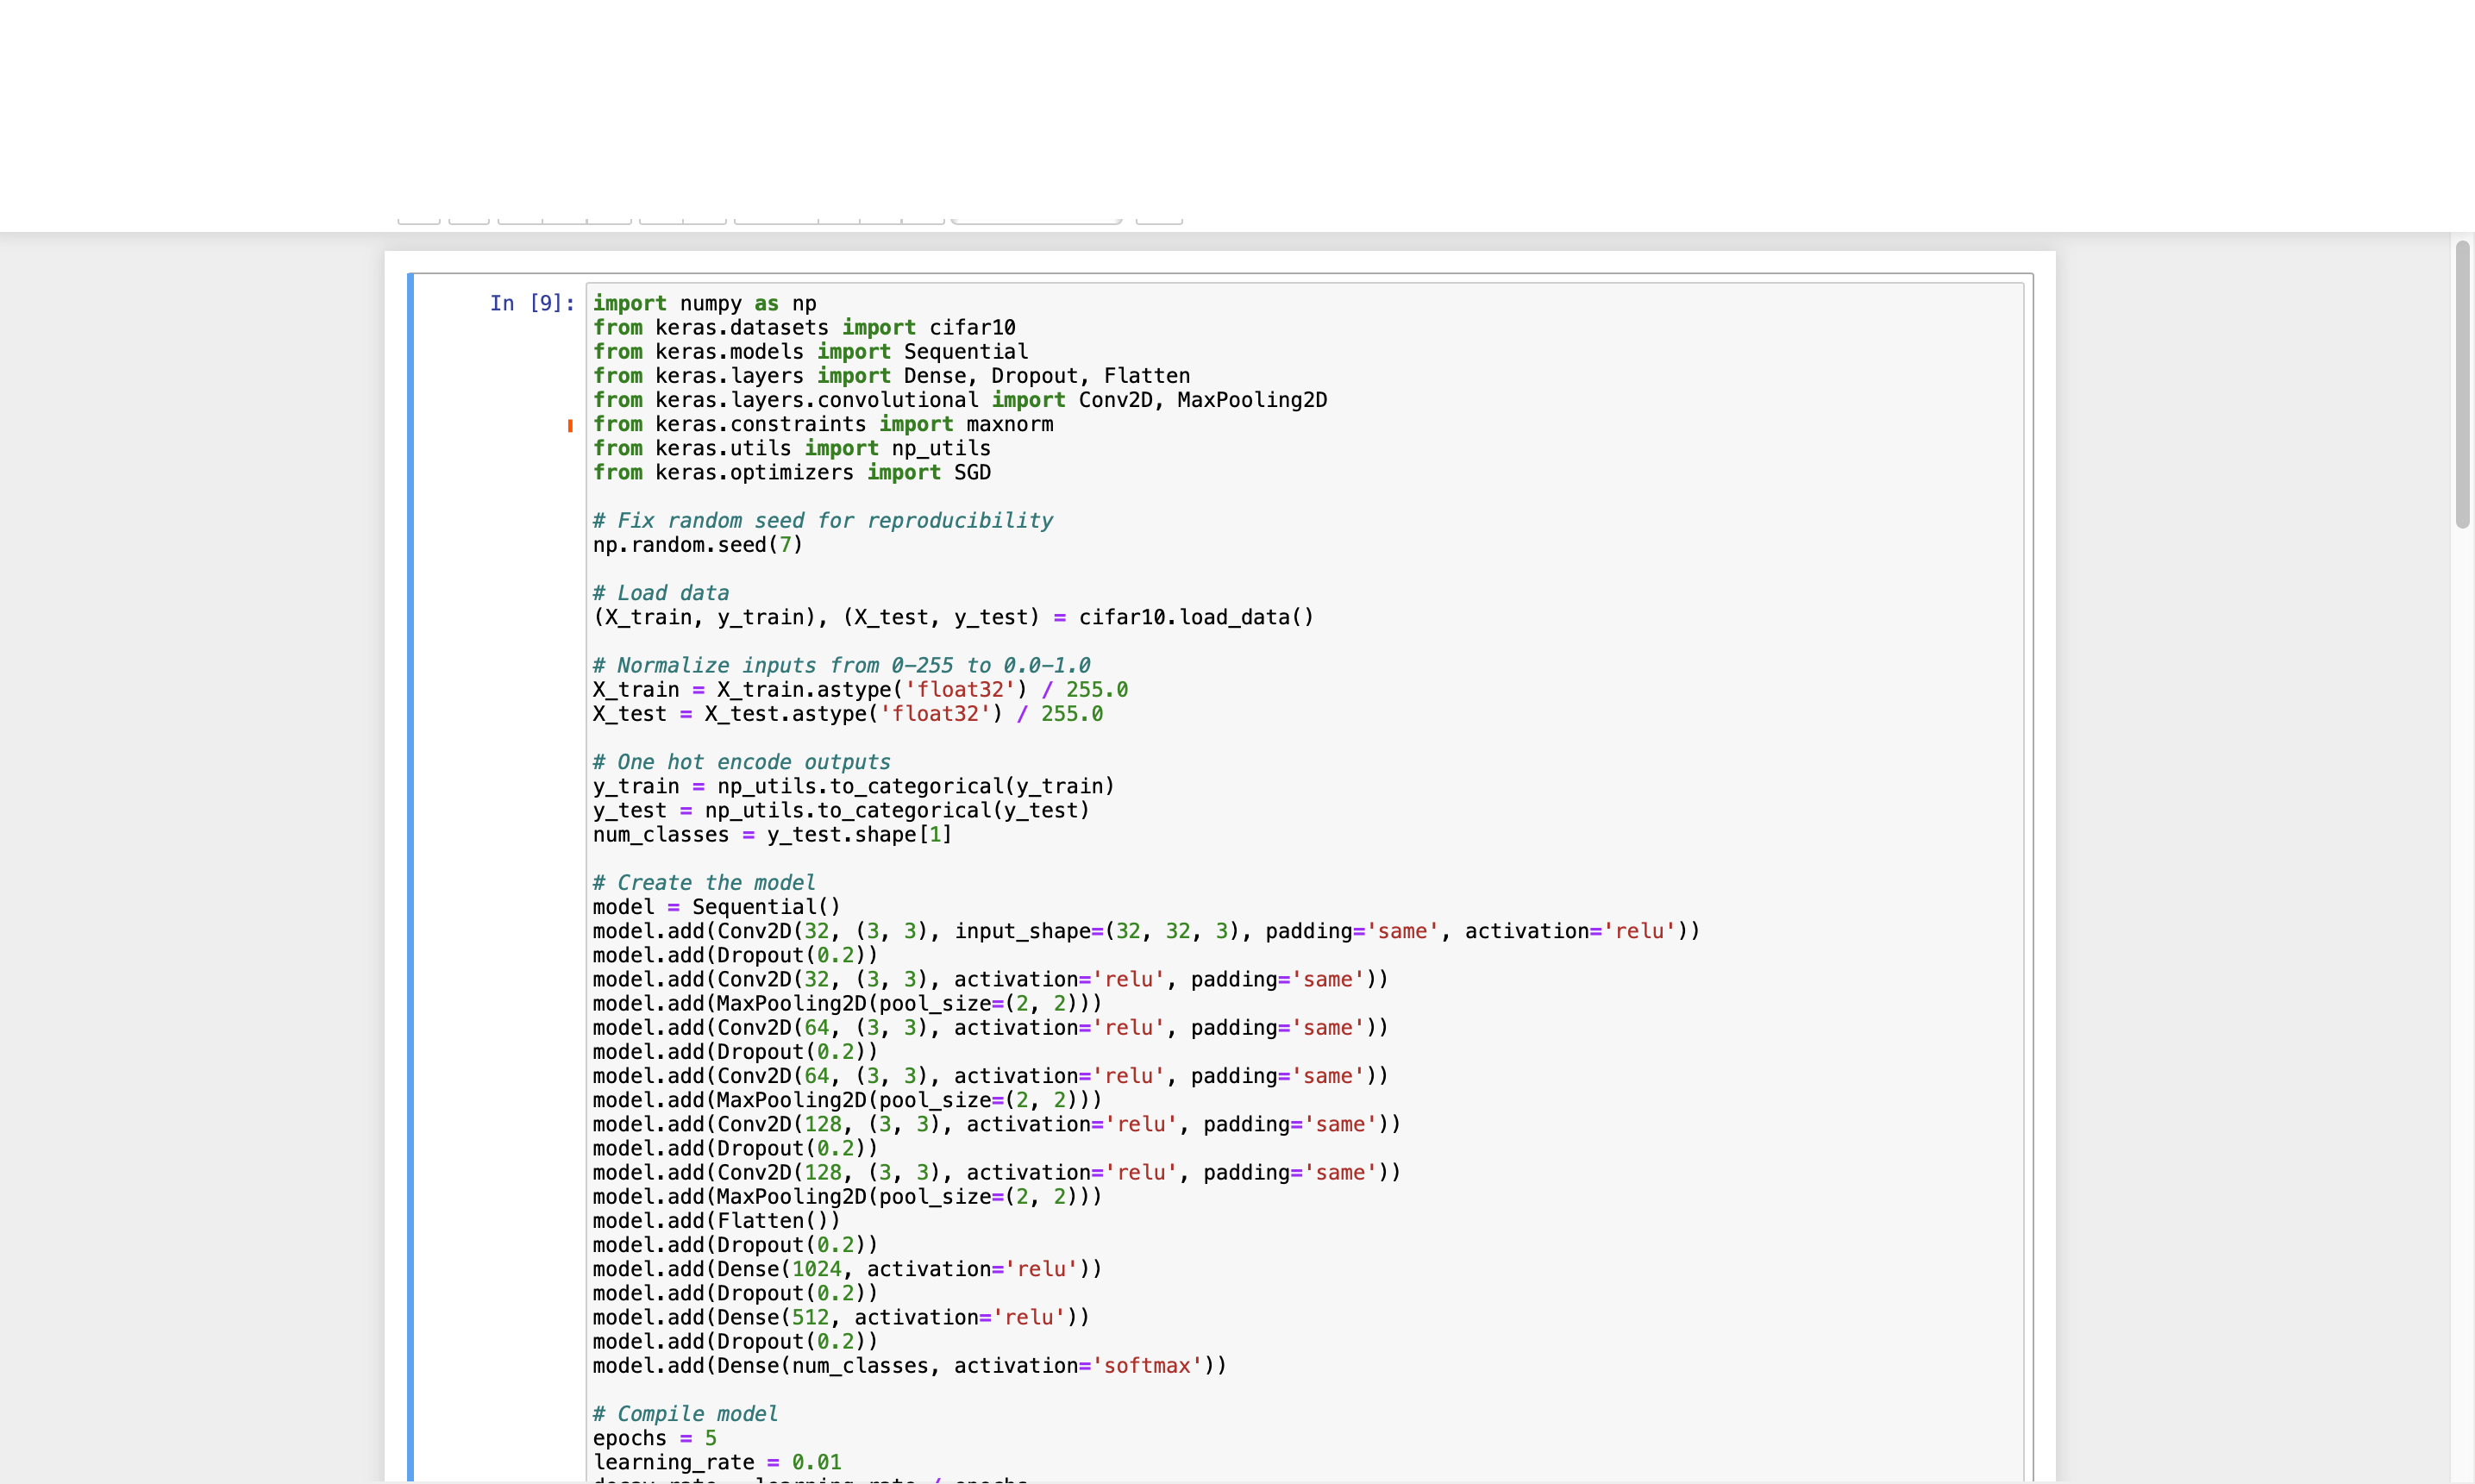 In [9]:
import numpy as np
from keras.datasets import cifar10
from keras.models import Sequential
from keras.layers import Dense, Dropout, Flatten
from keras.layers.convolutional import Conv2D, MaxPooling2D
from keras.constraints import maxnorm
from keras.utils import np_utils
from keras.optimizers import SGD
# Fix random seed for reproducibility
np.random.seed(7)
# Load data
(X_train, y_train), (X_test, y_test) = cifar10.load_data()
# Normalize inputs from 0-255 to 0.0-1.0
X_train = X_train.astype('float32') / 255.0
X_test = X_test.astype('float32') / 255.0
# One hot encode outputs
y_train = np_utils.to_categorical(y_train)
y_test = np_utils.to_categorical(y_test)
num_classes = y_test.shape[1]
# Create the model
model = Sequential()
model.add(Conv2D(32, (3, 3), input_shape=(32, 32, 3), padding='same', activation='relu'))
model.add(Dropout(0.2))
model.add(Conv2D(32, (3, 3), activation='relu', padding='same'))
model.add(MaxPooling2D(pool_size=(2, 2)))
model.add(Conv2D(64, (3, 3), activation='relu', padding='same'))
model.add(Dropout(0.2))
model.add(Conv2D(64, (3, 3), activation='relu', padding='same'))
model.add(MaxPooling2D(pool_size=(2, 2)))
model.add(Conv2D(128, (3, 3), activation='relu', padding='same'))
model.add(Dropout(0.2))
model.add(Conv2D(128, (3, 3), activation='relu', padding='same'))
model.add(MaxPooling2D(pool_size=(2, 2)))
model.add(Flatten())
model.add(Dropout(0.2))
model.add(Dense(1024, activation='relu'))
model.add(Dropout(0.2))
model.add(Dense(512, activation='relu'))
model.add(Dropout(0.2))
model.add(Dense(num_classes, activation='softmax'))
# Compile model
epochs = 5
learning_rate = 0.01